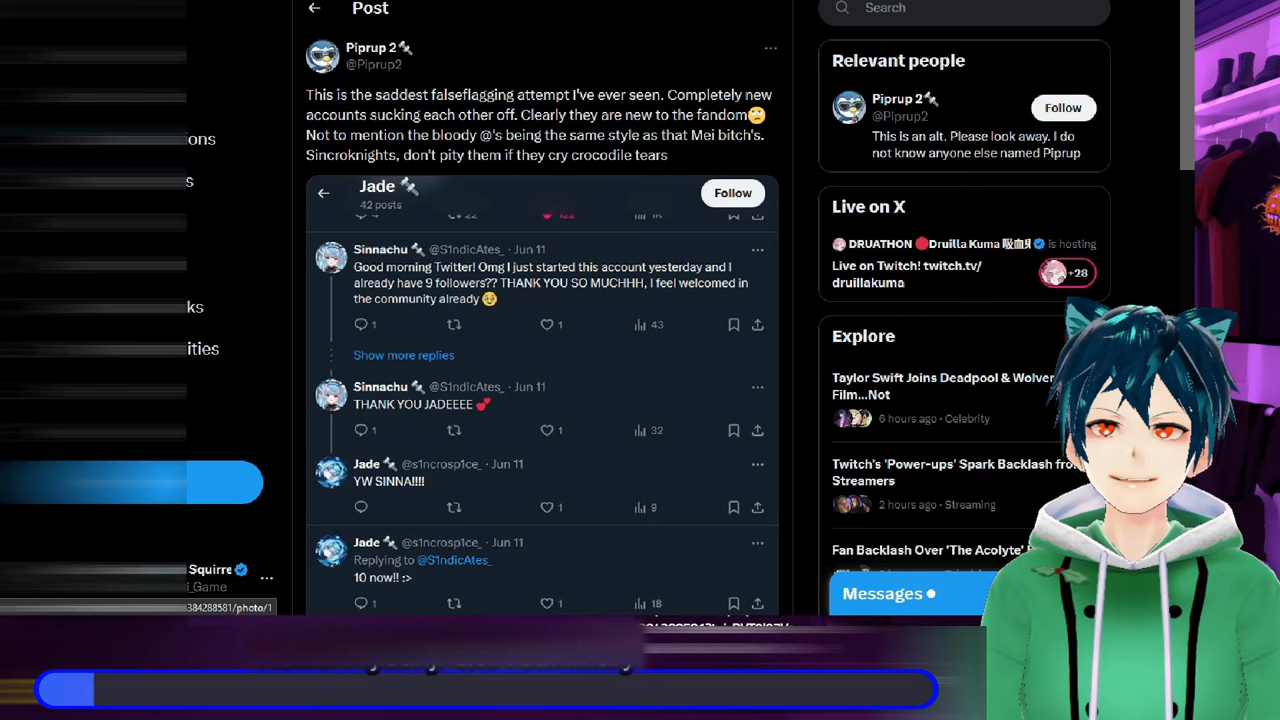 Post
Search
Piprup 2
@Piprup2
This is the saddest falseflagging attempt I've ever seen. Completely new
accounts sucking each other off. Clearly they are new to the fandom🙄
Not to mention the bloody @'s being the same style as that Mei bitch's.
Sincroknights, don't pity them if they cry crocodile tears
Jade
42 posts
Follow
Sinnachu @S1ndicAtes_ · Jun 11
Good morning Twitter! Omg I just started this account yesterday and I
already have 9 followers?? THANK YOU SO MUCHHH, I feel welcomed in
the community already 🥹
1
1
43
Show more replies
Sinnachu @S1ndicAtes_ · Jun 11
THANK YOU JADEEEE 💕
1
1
32
Jade @s1ncrosp1ce_ · Jun 11
YW SINNA!!!!
1
9
Jade @s1ncrosp1ce_ · Jun 11
Replying to @S1ndicAtes_
10 now!! :>
1
1
18
Relevant people
Piprup 2
@Piprup2
Follow
This is an alt. Please look away. I do
not know anyone else named Piprup
Live on X
DRUATHON 🔴Druilla Kuma is hosting
Live on Twitch! twitch.tv/
druillakuma
+28
Explore
Taylor Swift Joins Deadpool &
Film...Not
6 hours ago · Celebrity
Twitch's 'Power-ups' Spark Backlash
Streamers
2 hours ago · Streaming
Fan Backlash Over 'The Acolyte'
Messages
ons
s
ks
ities
Squirre
i_Game
384288581/photo/1